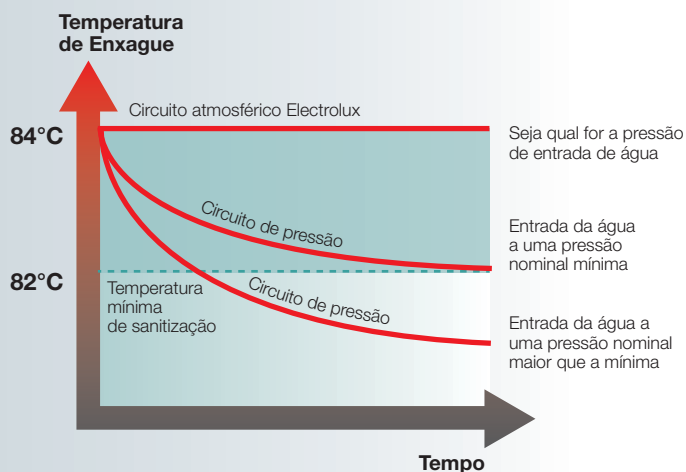 Temperatura
de Enxague
Circuito atmosférico Electrolux
84°C
Seja qual for a pressão
de entrada de água
Circuito de pressão
Entrada da água
a uma pressão
nominal mínima
82°C
Temperatura
mínima
de sanitização
Circuito de pressão
Entrada da água a
uma pressão nominal
maior que a mínima
Tempo